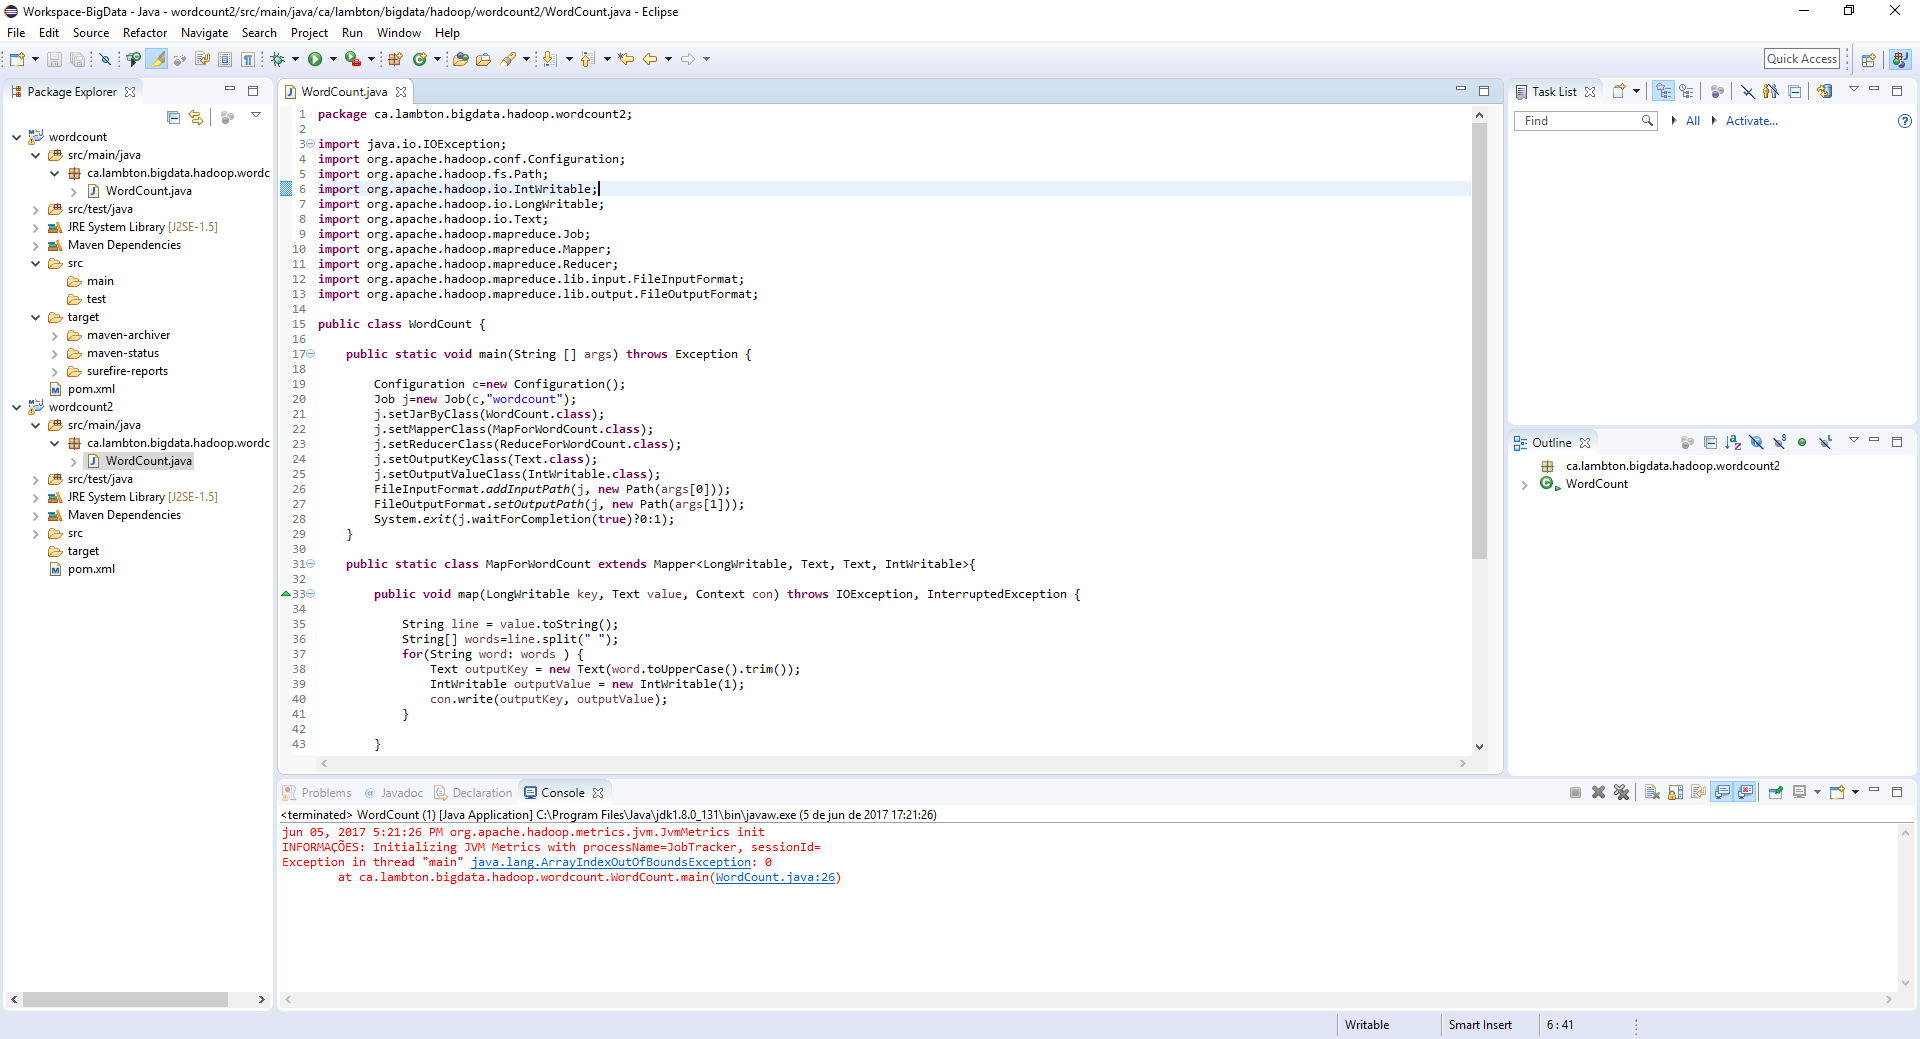 Workspace-BigData - Java - wordcount2/src/main/java/ca/lambton/bigdata/hadoop/wordcount2/WordCount.java - Eclipse
File Edit Source Refactor Navigate Search Project Run Window Help
Quick Access
Package Explorer
wordcount
src/main/java
ca.lambton.bigdata.hadoop.wordc
WordCount.java
src/test/java
JRE System Library [J2SE-1.5]
Maven Dependencies
src
main
test
target
maven-archiver
maven-status
surefire-reports
pom.xml
wordcount2
src/main/java
ca.lambton.bigdata.hadoop.wordc
WordCount.java
src/test/java
JRE System Library [J2SE-1.5]
Maven Dependencies
src
target
pom.xml
WordCount.java
1 package ca.lambton.bigdata.hadoop.wordcount2;
2
3 import java.io.IOException;
4 import org.apache.hadoop.conf.Configuration;
5 import org.apache.hadoop.fs.Path;
6 import org.apache.hadoop.io.IntWritable;
7 import org.apache.hadoop.io.LongWritable;
8 import org.apache.hadoop.io.Text;
9 import org.apache.hadoop.mapreduce.Job;
10 import org.apache.hadoop.mapreduce.Mapper;
11 import org.apache.hadoop.mapreduce.Reducer;
12 import org.apache.hadoop.mapreduce.lib.input.FileInputFormat;
13 import org.apache.hadoop.mapreduce.lib.output.FileOutputFormat;
14
15 public class WordCount {
16
17 public static void main(String [] args) throws Exception {
18
19 Configuration c=new Configuration();
20 Job j=new Job(c,"wordcount");
21 j.setJarByClass(WordCount.class);
22 j.setMapperClass(MapForWordCount.class);
23 j.setReducerClass(ReduceForWordCount.class);
24 j.setOutputKeyClass(Text.class);
25 j.setOutputValueClass(IntWritable.class);
26 FileInputFormat.addInputPath(j, new Path(args[0]));
27 FileOutputFormat.setOutputPath(j, new Path(args[1]));
28 System.exit(j.waitForCompletion(true)?0:1);
29 }
30
31 public static class MapForWordCount extends Mapper<LongWritable, Text, Text, IntWritable>{
32
33 public void map(LongWritable key, Text value, Context con) throws IOException, InterruptedException {
34
35 String line = value.toString();
36 String[] words=line.split(" ");
37 for(String word: words ) {
38 Text outputKey = new Text(word.toUpperCase().trim());
39 IntWritable outputValue = new IntWritable(1);
40 con.write(outputKey, outputValue);
41 }
42
43 }
Task List
Find All Activate...
Outline
ca.lambton.bigdata.hadoop.wordcount2
WordCount
Problems @ Javadoc Declaration Console
<terminated> WordCount (1) [Java Application] C:\Program Files\Java\jdk1.8.0_131\bin\javaw.exe (5 de jun de 2017 17:21:26)
jun 05, 2017 5:21:26 PM org.apache.hadoop.metrics.jvm.JvmMetrics init
INFORMAÇÕES: Initializing JVM Metrics with processName=JobTracker, sessionId=
Exception in thread "main" java.lang.ArrayIndexOutOfBoundsException: 0
at ca.lambton.bigdata.hadoop.wordcount.WordCount.main(WordCount.java:26)
Writable Smart Insert 6 : 41